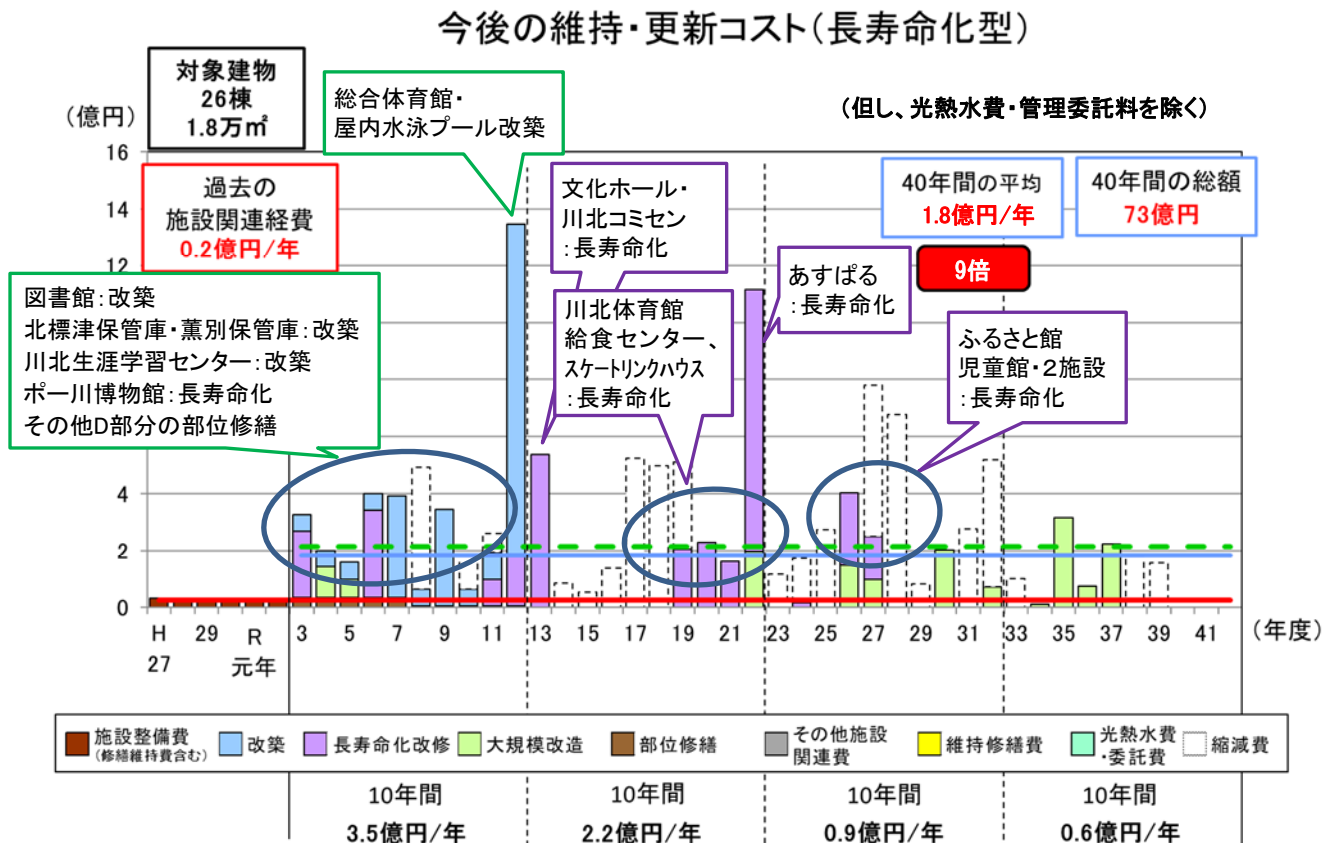 今後の維持・更新コスト(長寿命化型)
対象建物
26棟
1.8万㎡
(億円)
総合体育館・
屋内水泳プール改築
(但し、光熱水費・管理委託料を除く)
過去の
施設関連経費
0.2億円/年
文化ホール・
川北コミセン
:長寿命化
40年間の平均
1.8億円/年
40年間の総額
73億円
9倍
あすぱる
:長寿命化
図書館:改築
北標津保管庫・薫別保管庫:改築
川北生涯学習センター:改築
ポー川博物館:長寿命化
その他D部分の部位修繕
川北体育館
給食センター、
スケートリンクハウス
:長寿命化
ふるさと館
児童館・2施設
:長寿命化
16
14
12
4
2
0
H 29 R 3 5 7 9 11 13 15 17 19 21 23 25 27 29 31 33 35 37 39 41 (年度)
27 元年
施設整備費
(修繕維持費含む)
改築
長寿命化改修
大規模改造
部位修繕
その他施設
関連費
維持修繕費
光熱水費
・委託費
縮減費
10年間 10年間 10年間 10年間
3.5億円/年 2.2億円/年 0.9億円/年 0.6億円/年